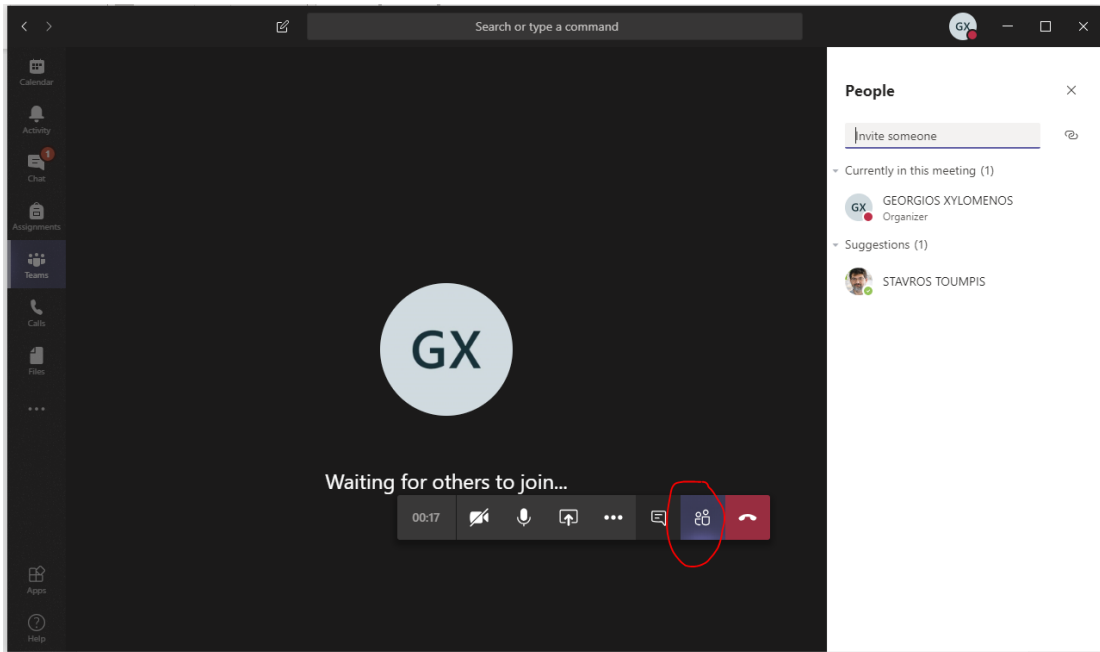 Search or type a command
GX
Calendar
Activity
1
Chat
Assignments
Teams
Calls
Files
Apps
Help
GX
Waiting for others to join...
00:17
People
Invite someone
Currently in this meeting (1)
GX
GEORGIOS XYLOMENOS
Organizer
Suggestions (1)
STAVROS TOUMPIS